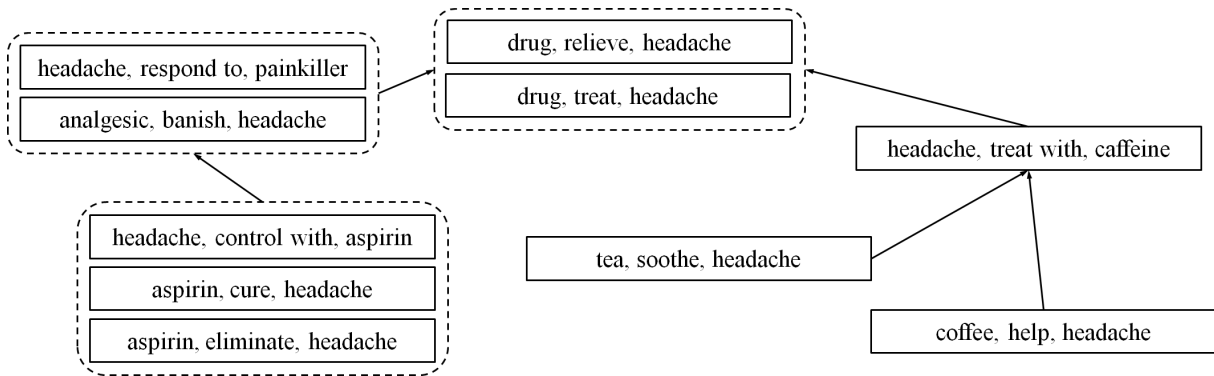 drug, relieve, headache
drug, treat, headache
headache, respond to, painkiller
analgesic, banish, headache
headache, treat with, caffeine
headache, control with, aspirin
aspirin, cure, headache
aspirin, eliminate, headache
tea, soothe, headache
coffee, help, headache